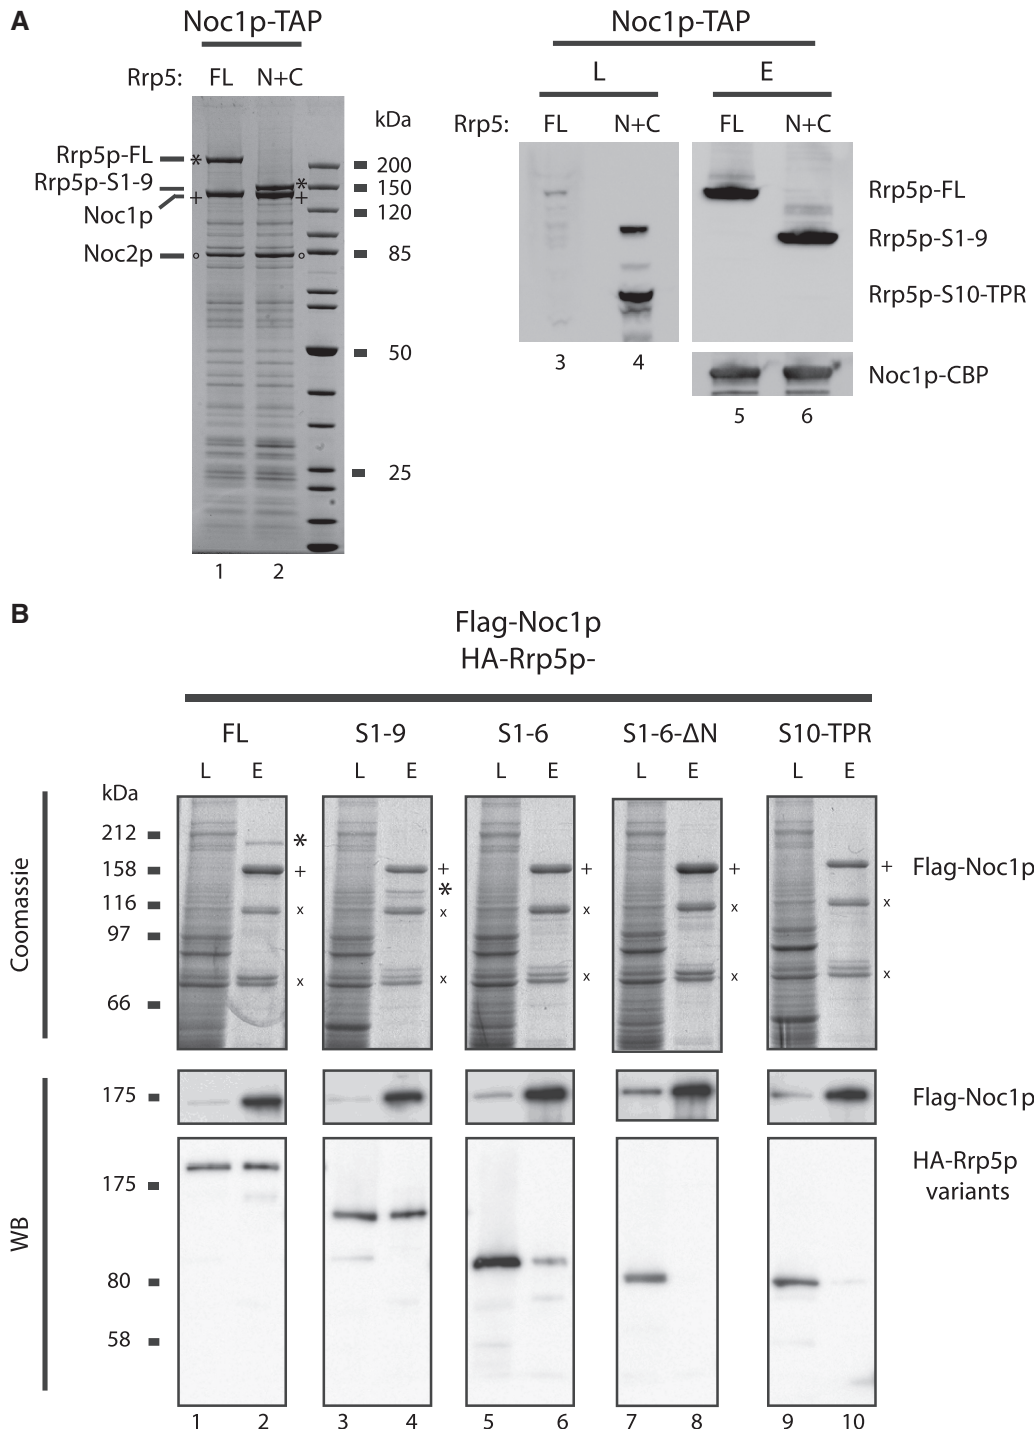 A
Noc1p-TAP
Rrp5: FL N+C
kDa
Rrp5p-FL * 200
Rrp5p-S1-9 * 150
+ +
Noc1p 120
Noc2p ° ° 85
50
25
1 2
Noc1p-TAP
L E
Rrp5: FL N+C FL N+C
Rrp5p-FL
Rrp5p-S1-9
Rrp5p-S10-TPR
3 4
Noc1p-CBP
5 6
B
Flag-Noc1p
HA-Rrp5p-
FL S1-9 S1-6 S1-6-ΔN S10-TPR
L E L E L E L E L E
kDa
212 *
158 + + + + + Flag-Noc1p
*
116 x x x x x
97
x x x x x
66
Coomassie
175 Flag-Noc1p
HA-Rrp5p
variants
175
80
58
WB
1 2 3 4 5 6 7 8 9 10